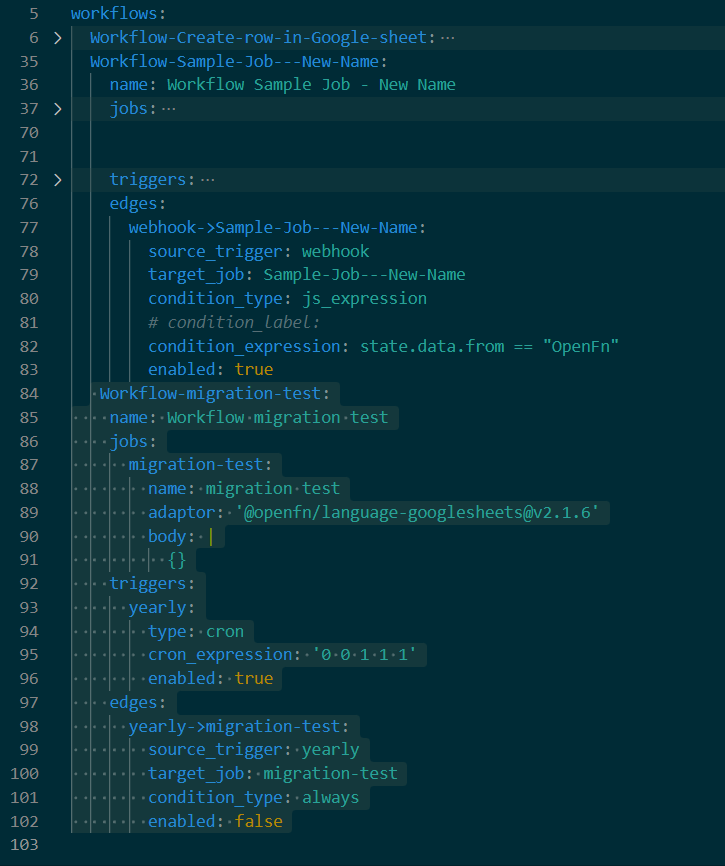 5 workflows:
6 > Workflow-Create-row-in-Google-sheet: ···
35 Workflow-Sample-Job---New-Name:
36 name: Workflow Sample Job - New Name
37 > jobs: ···
70
71
72 > triggers: ···
76 edges:
77 webhook->Sample-Job---New-Name:
78 source_trigger: webhook
79 target_job: Sample-Job---New-Name
80 condition_type: js_expression
81 # condition_label:
82 condition_expression: state.data.from == "OpenFn"
83 enabled: true
84 Workflow-migration-test:
85 name: Workflow migration test
86 jobs:
87 migration-test:
88 name: migration test
89 adaptor: '@openfn/language-googlesheets@v2.1.6'
90 body: |
91 {}
92 triggers:
93 yearly:
94 type: cron
95 cron_expression: '0 0 1 1 1'
96 enabled: true
97 edges:
98 yearly->migration-test:
99 source_trigger: yearly
100 target_job: migration-test
101 condition_type: always
102 enabled: false
103